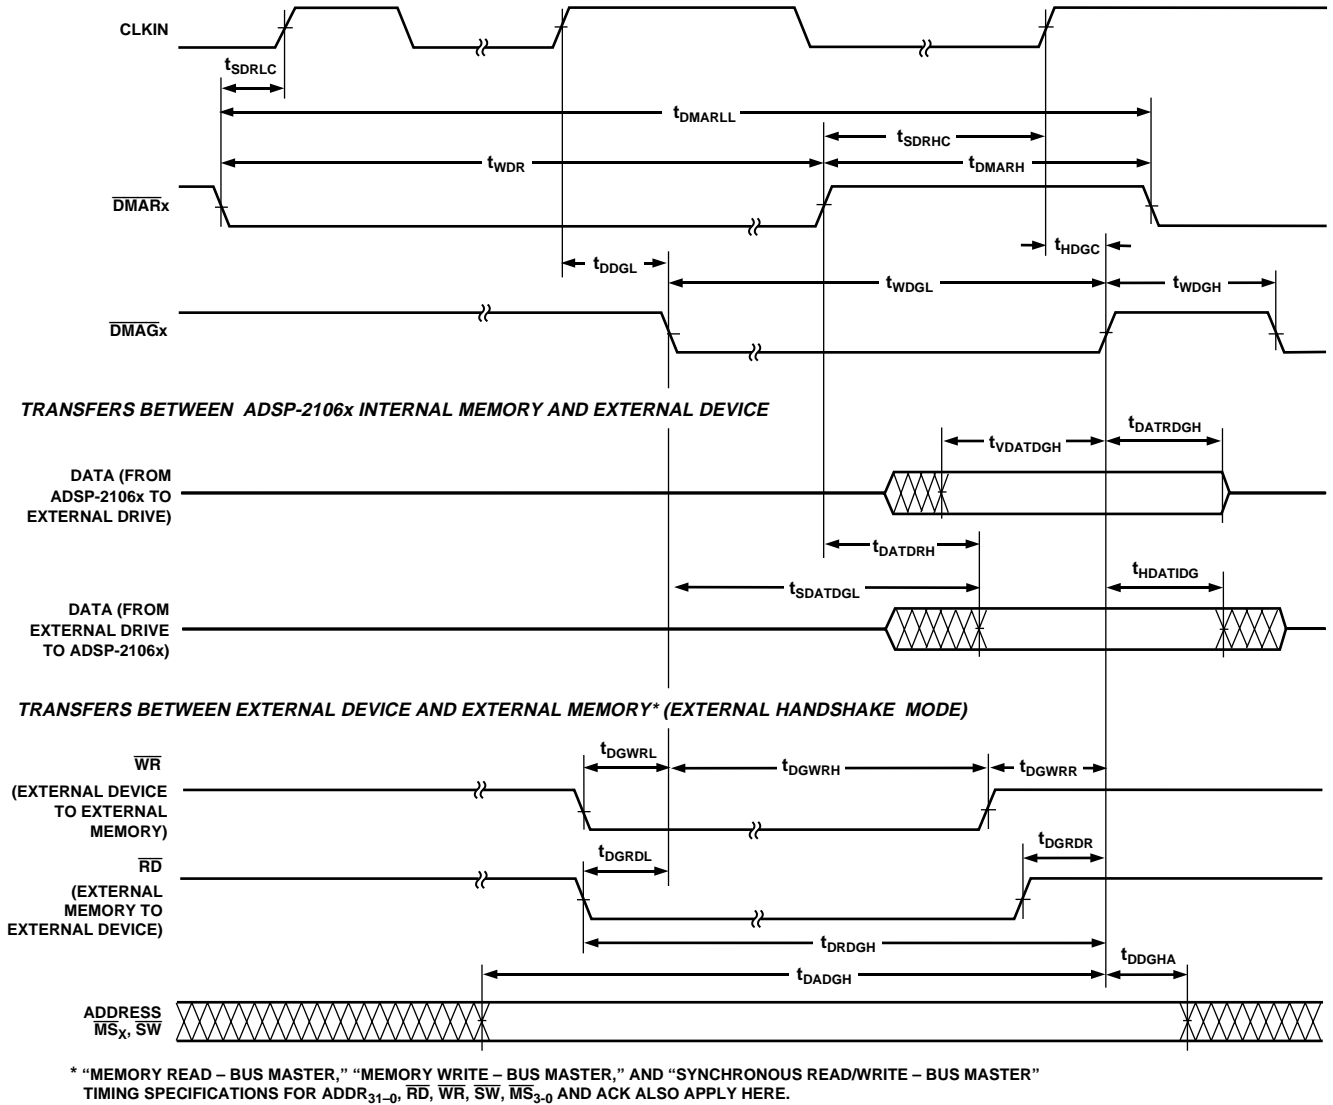 CLKIN
tSDRLC
tDMARLL
tSDRHC
tWDR
tDMARH
DMARx
tHDGC
tDDGL
tWDGL
tWDGH
DMAGx
TRANSFERS BETWEEN ADSP-2106x INTERNAL MEMORY AND EXTERNAL DEVICE
tDATRDGH
tVDATDGH
DATA (FROM
ADSP-2106x TO
EXTERNAL DRIVE)
tDATDRH
tHDATIDG
tSDATDGL
DATA (FROM
EXTERNAL DRIVE
TO ADSP-2106x)
TRANSFERS BETWEEN EXTERNAL DEVICE AND EXTERNAL MEMORY* (EXTERNAL HANDSHAKE MODE)
tDGWRL
WR
tDGWRH
tDGWRR
(EXTERNAL DEVICE
TO EXTERNAL
MEMORY)
tDGRDR
tDGRDL
RD
(EXTERNAL
MEMORY TO
EXTERNAL DEVICE)
tDRDGH
tDDGHA
tDADGH
ADDRESS
MSX, SW
* “MEMORY READ – BUS MASTER,” “MEMORY WRITE – BUS MASTER,” AND “SYNCHRONOUS READ/WRITE – BUS MASTER”
TIMING SPECIFICATIONS FOR ADDR31–0, RD, WR, SW, MS3-0 AND ACK ALSO APPLY HERE.